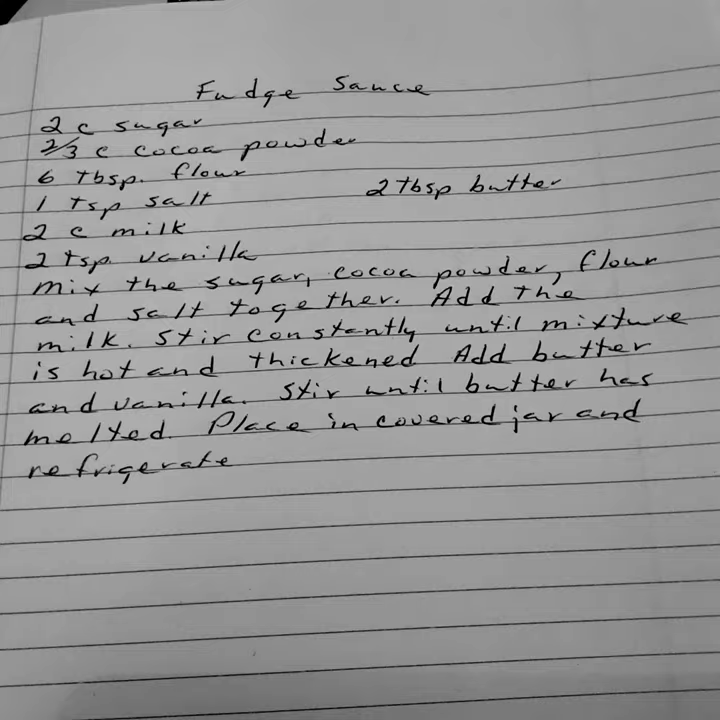 Fudge Sauce
2 c sugar
2/3 c cocoa powder
6 tbsp. flour
1 tsp salt
2 tbsp butter
2 c milk
2 tsp. vanilla
mix the sugar, cocoa powder, flour
and salt together. Add the
milk. Stir constantly until mixture
is hot and thickened Add butter
and vanilla. Stir until butter has
melted. Place in covered jar and
refrigerate